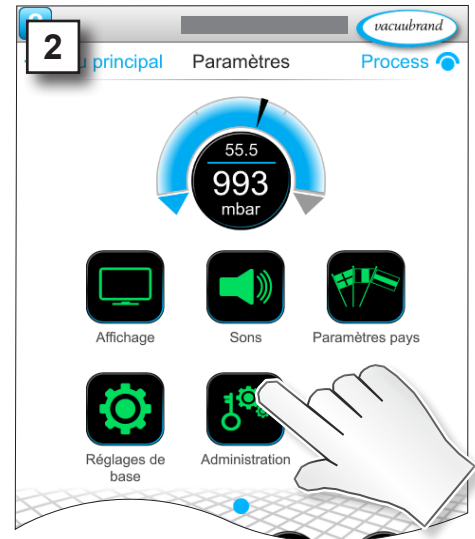 2
principal
Paramètres
Process
vacuubrand
55.5
993
mbar
Affichage
Sons
Paramètres pays
Réglages de
base
Administration